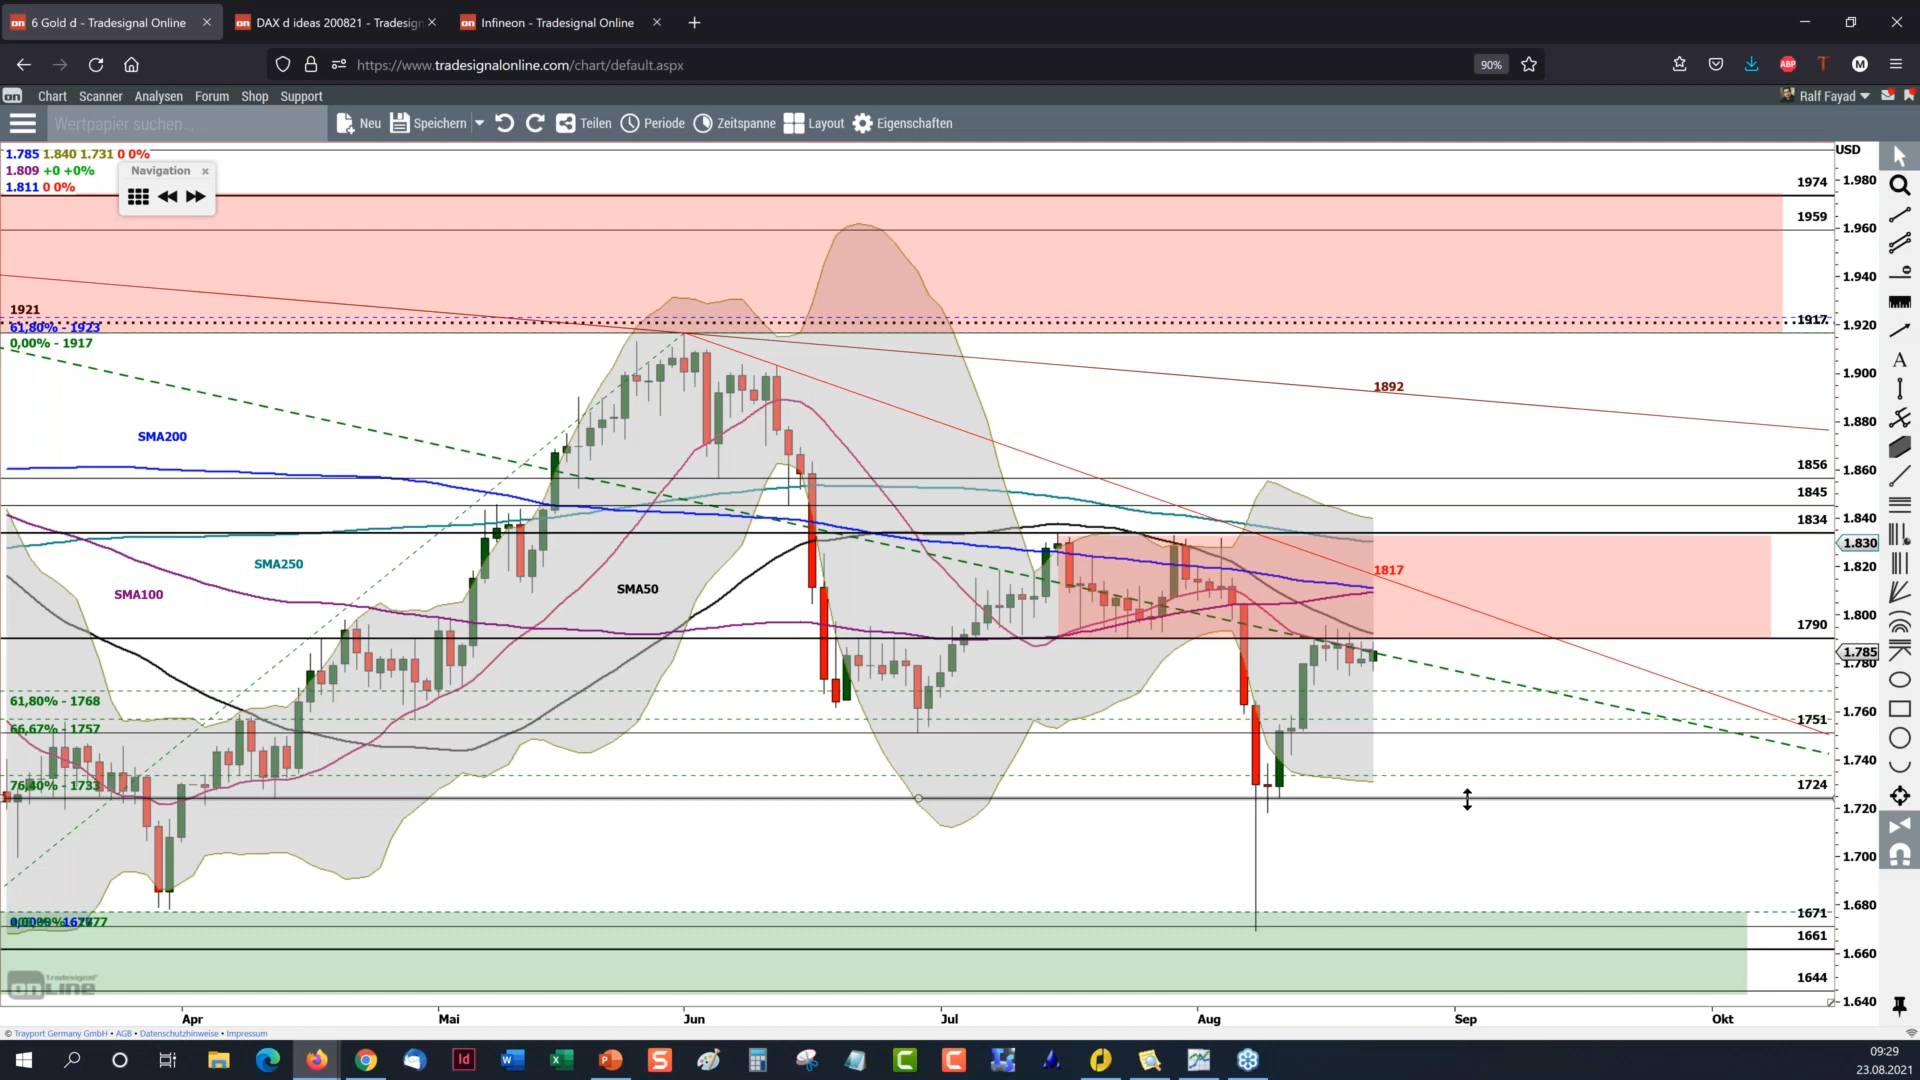 6 Gold d - Tradesignal Online
DAX d ideas 200821 - Tradesign
Infineon - Tradesignal Online
https://www.tradesignalonline.com/chart/default.aspx
90%
ABP
T
M
on Chart Scanner Analysen Forum Shop Support
Ralf Fayad
Wertpapier suchen...
Neu Speichern Teilen Periode Zeitspanne Layout Eigenschaften
1.785 1.840 1.731 0 0%
1.809 +0 +0%
1.811 0 0%
Navigation
USD
1974
1.980
1959
1.960
1.940
1921
61,80% - 1923
1917
1.920
0,00% - 1917
1.900
1892
1.880
SMA200
1856
1.860
1845
1834
1.840
1.830
SMA250
1817
1.820
SMA100
SMA50
1790
1.800
1.785
1.780
61,80% - 1768
1.760
66,67% - 1757
1751
1.740
76,40% - 1733
1724
1.720
1.700
1.680
1671
1661
1.660
1644
1.640
Tradesignal
onLINE
Apr
Mai
Jun
Jul
Aug
Sep
Okt
© Trayport Germany GmbH • AGB • Datenschutzhinweise • Impressum
09:29
23.08.2021